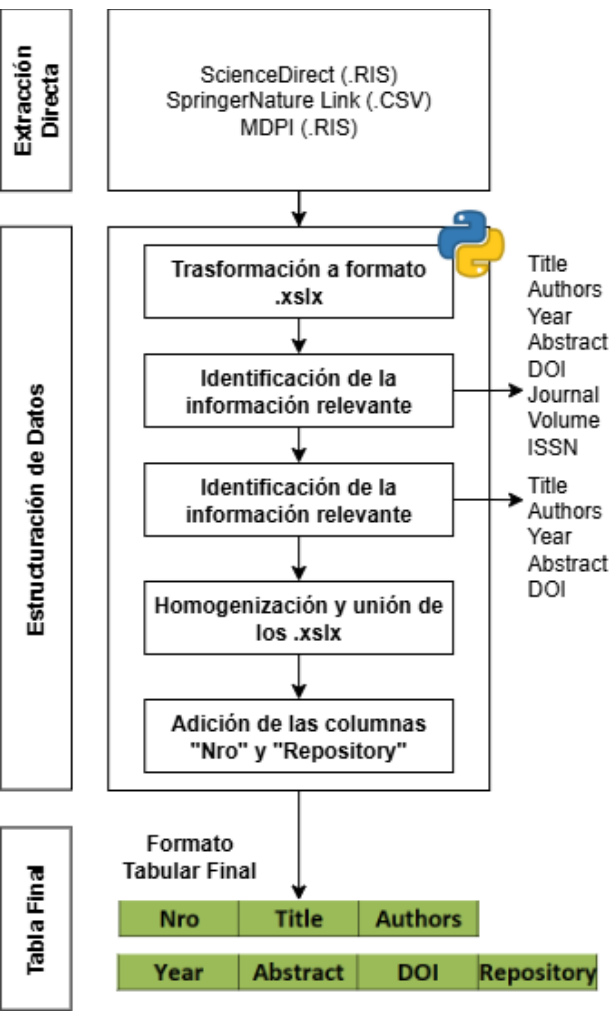 Extracción
Directa
ScienceDirect (.RIS)
SpringerNature Link (.CSV)
MDPI (.RIS)
Estructuración de Datos
Trasformación a formato
.xslx
Identificación de la
información relevante
Title
Authors
Year
Abstract
DOI
Journal
Volume
ISSN
Identificación de la
información relevante
Title
Authors
Year
Abstract
DOI
Homogenización y unión de
los .xslx
Adición de las columnas
"Nro" y "Repository"
Tabla Final
Formato
Tabular Final
Nro Title Authors
Year Abstract DOI Repository